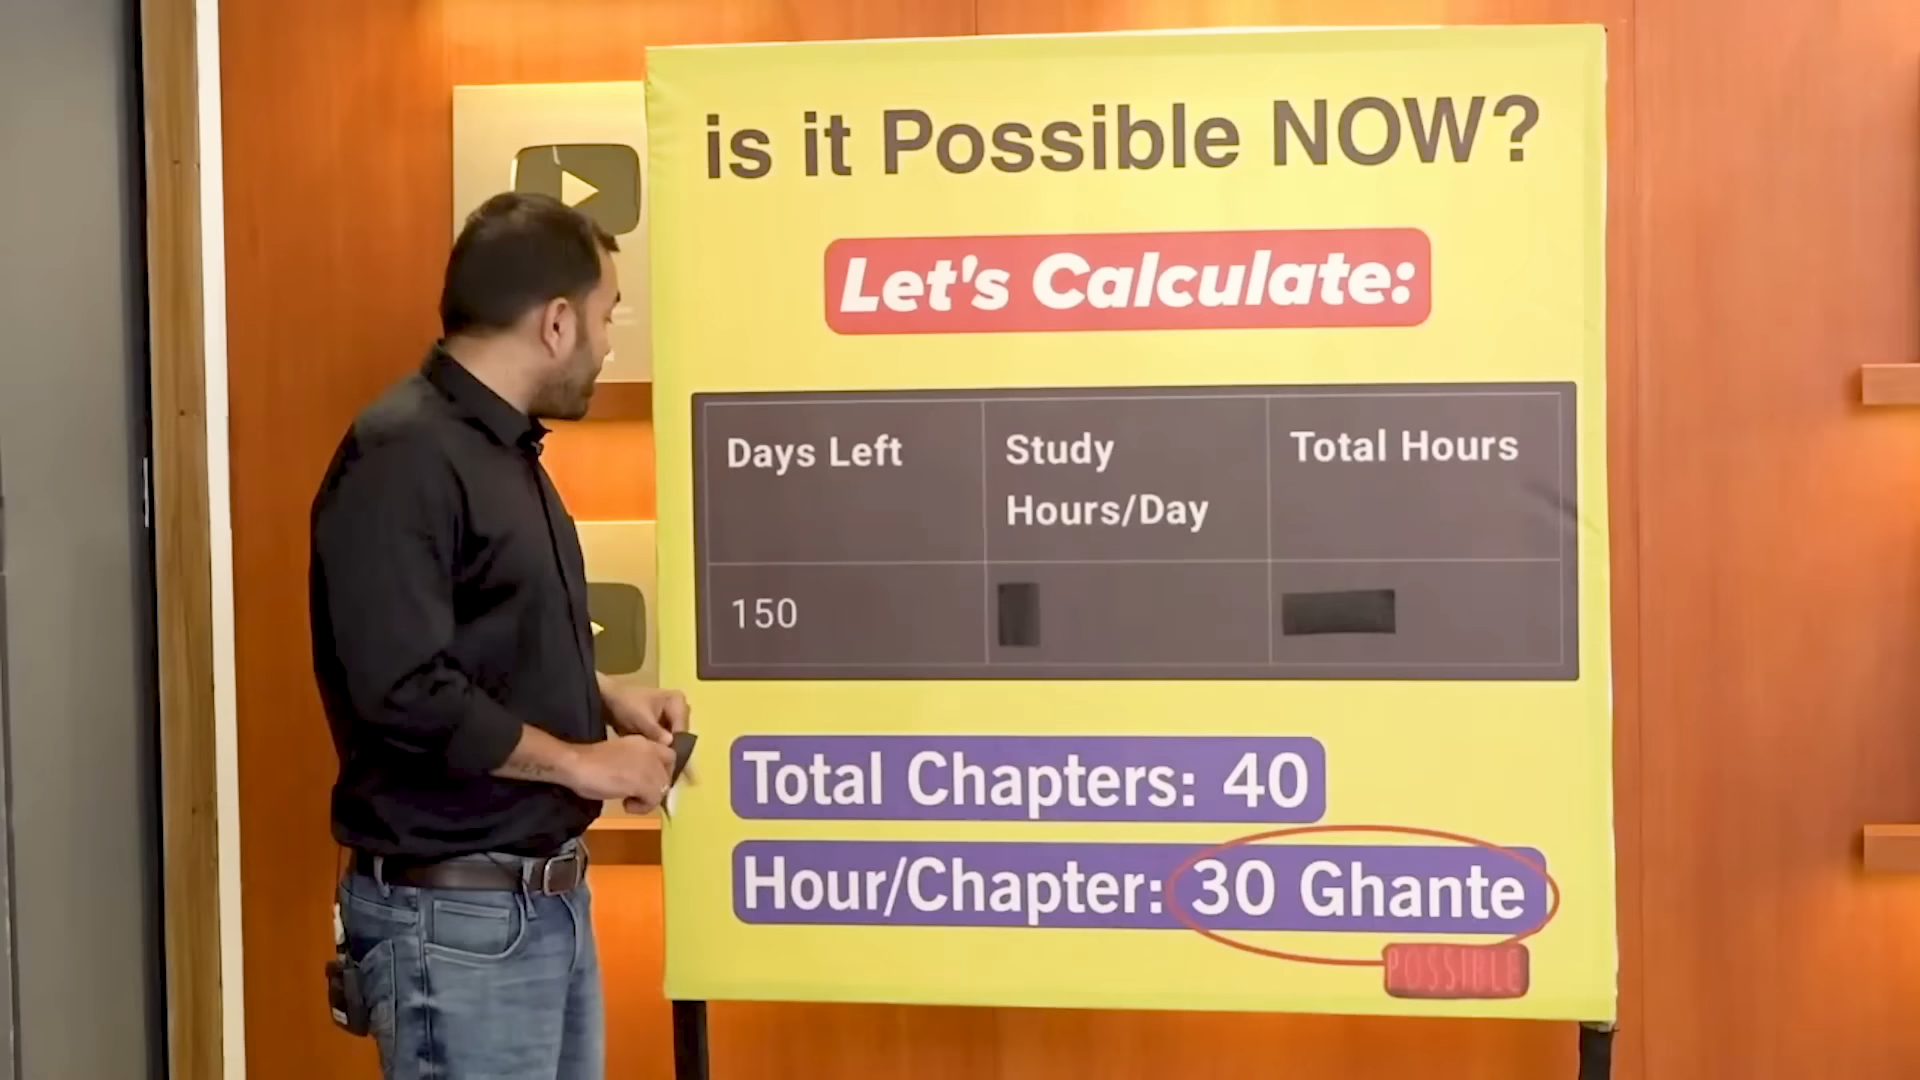 is it Possible NOW?
Let's Calculate:
Days Left
Study
Hours/Day
Total Hours
150
Total Chapters: 40
Hour/Chapter: 30 Ghante
POSSIBLE